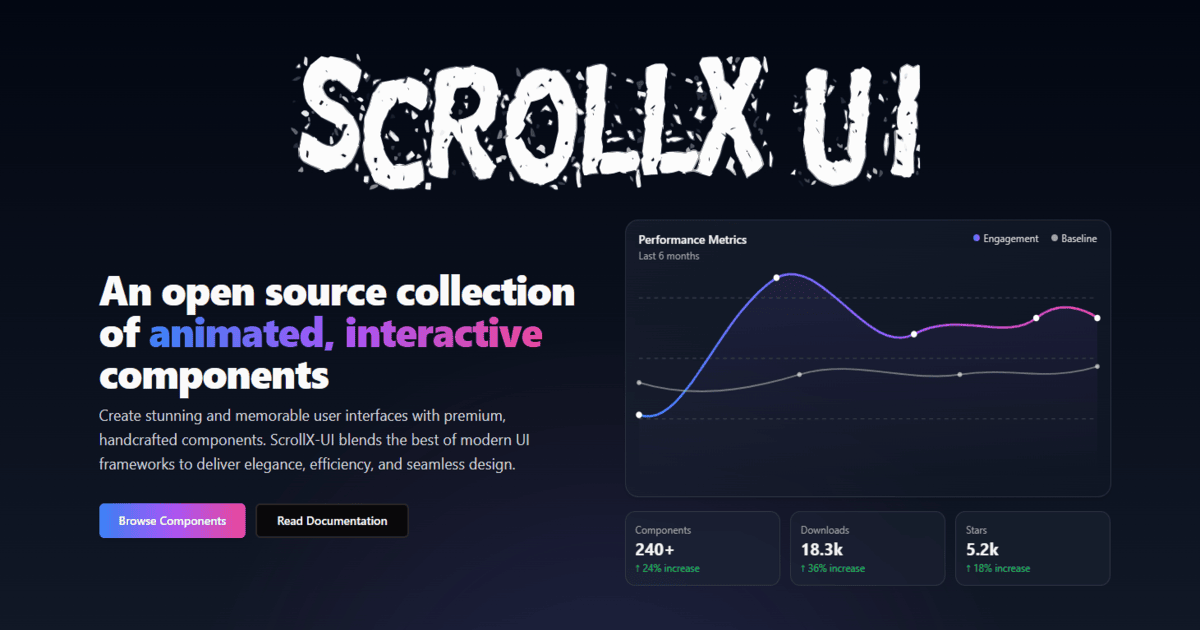 SCROLLX UI
An open source collection
of animated, interactive
components
Create stunning and memorable user interfaces with premium,
handcrafted components. ScrollX-UI blends the best of modern UI
frameworks to deliver elegance, efficiency, and seamless design.
Browse Components
Read Documentation
Performance Metrics
Last 6 months
Engagement
Baseline
Components
240+
↑ 24% increase
Downloads
18.3k
↑ 36% increase
Stars
5.2k
↑ 18% increase